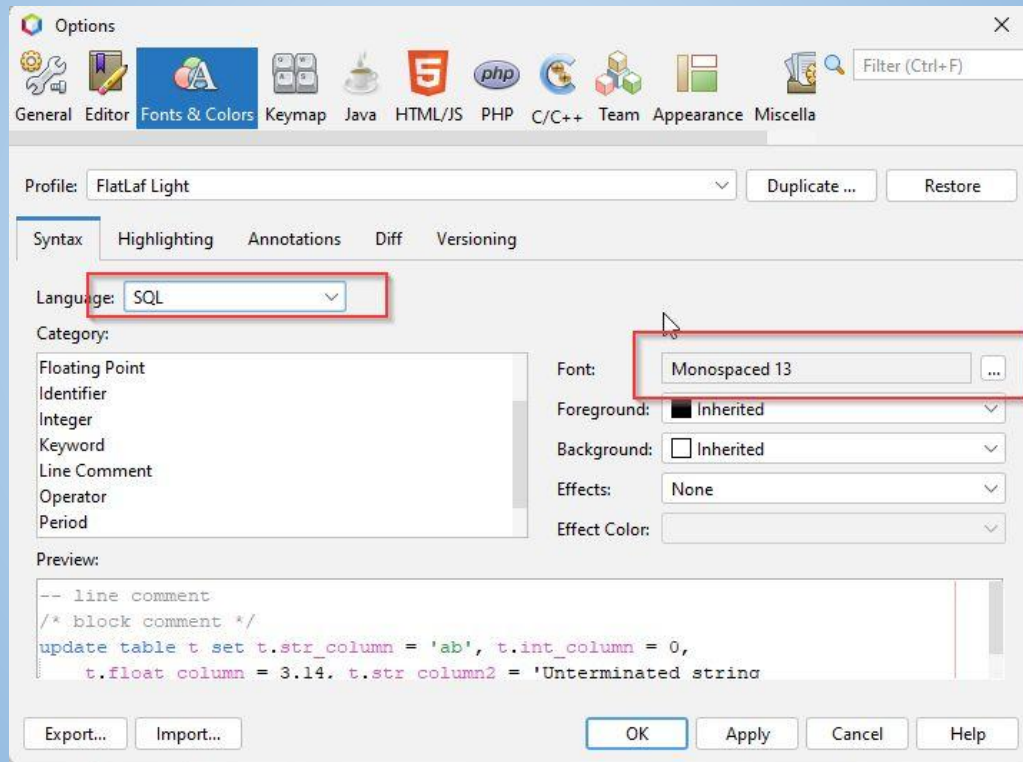 Options
Filter (Ctrl+F)
General Editor Fonts & Colors Keymap Java HTML/JS PHP C/C++ Team Appearance Miscella
Profile: FlatLaf Light Duplicate ... Restore
Syntax Highlighting Annotations Diff Versioning
Language: SQL
Category:
Floating Point
Identifier
Integer
Keyword
Line Comment
Operator
Period
Font: Monospaced 13 ...
Foreground: Inherited
Background: Inherited
Effects: None
Effect Color:
Preview:
-- line comment
/* block comment */
update table t set t.str_column = 'ab', t.int_column = 0,
t.float_column = 3.14, t.str_column2 = 'Unterminated string
Export... Import... OK Apply Cancel Help